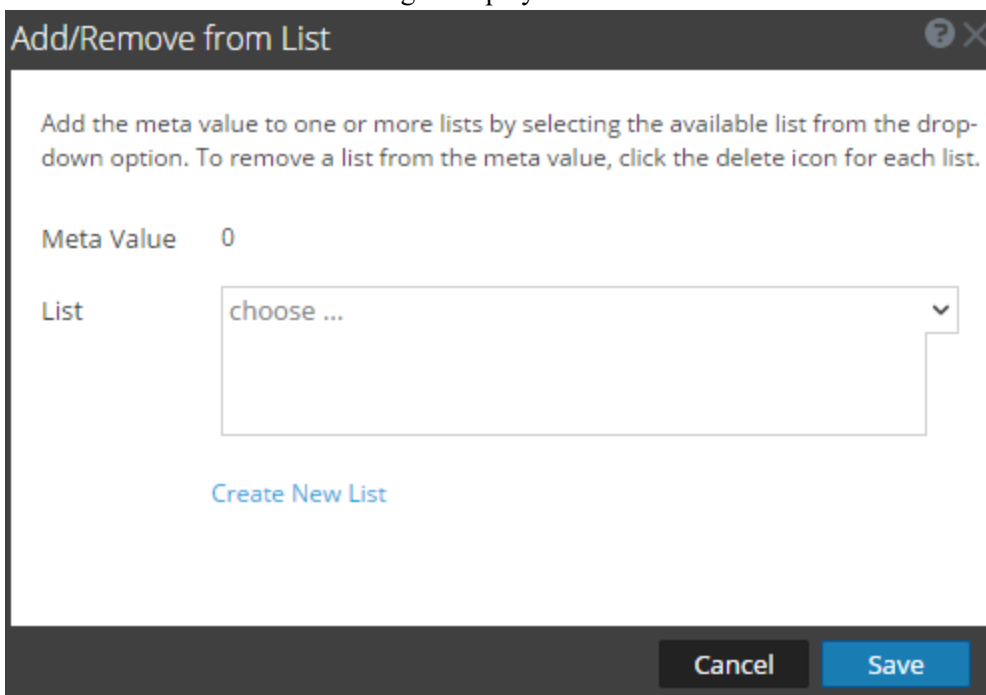 Add/Remove from List
Add the meta value to one or more lists by selecting the available list from the drop-
down option. To remove a list from the meta value, click the delete icon for each list.
Meta Value 0
List choose ...
Create New List
Cancel Save